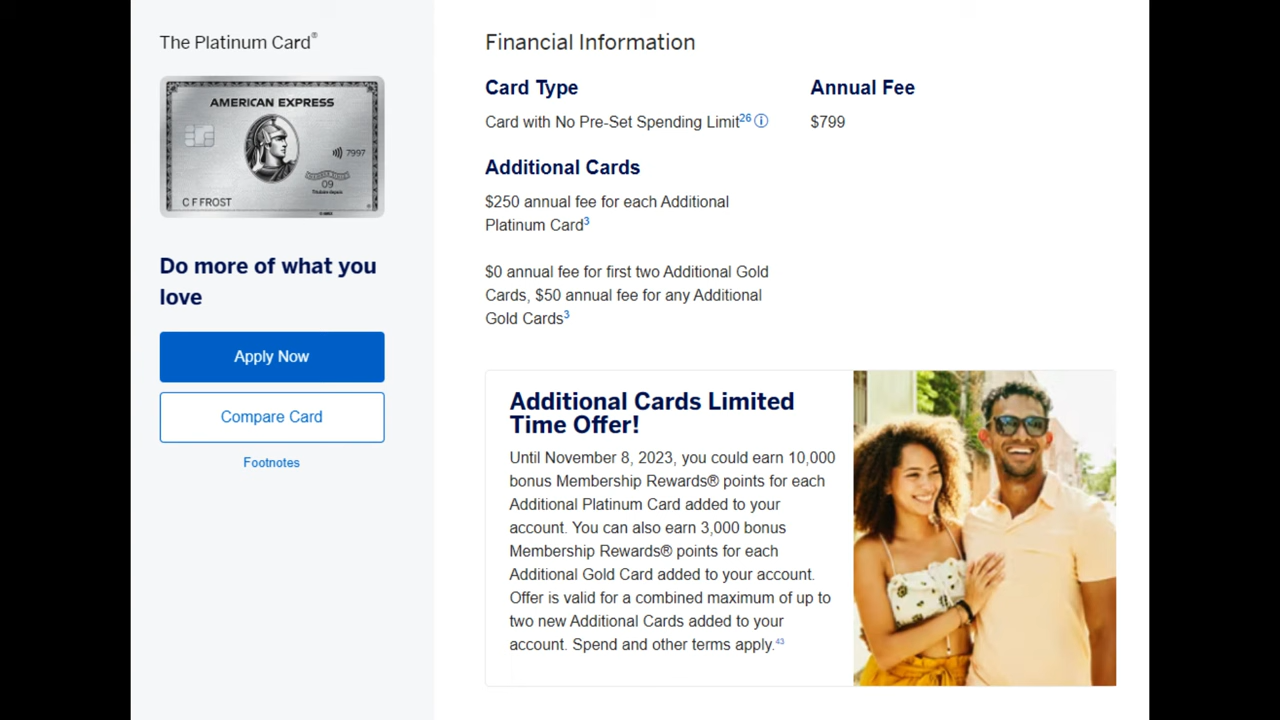 The Platinum Card®
AMERICAN EXPRESS
7997
09
C F FROST
Do more of what you
love
Apply Now
Compare Card
Footnotes
Financial Information
Card Type
Card with No Pre-Set Spending Limit26
Annual Fee
$799
Additional Cards
$250 annual fee for each Additional
Platinum Card3
$0 annual fee for first two Additional Gold
Cards, $50 annual fee for any Additional
Gold Cards3
Additional Cards Limited
Time Offer!
Until November 8, 2023, you could earn 10,000
bonus Membership Rewards® points for each
Additional Platinum Card added to your
account. You can also earn 3,000 bonus
Membership Rewards® points for each
Additional Gold Card added to your account.
Offer is valid for a combined maximum of up to
two new Additional Cards added to your
account. Spend and other terms apply.43